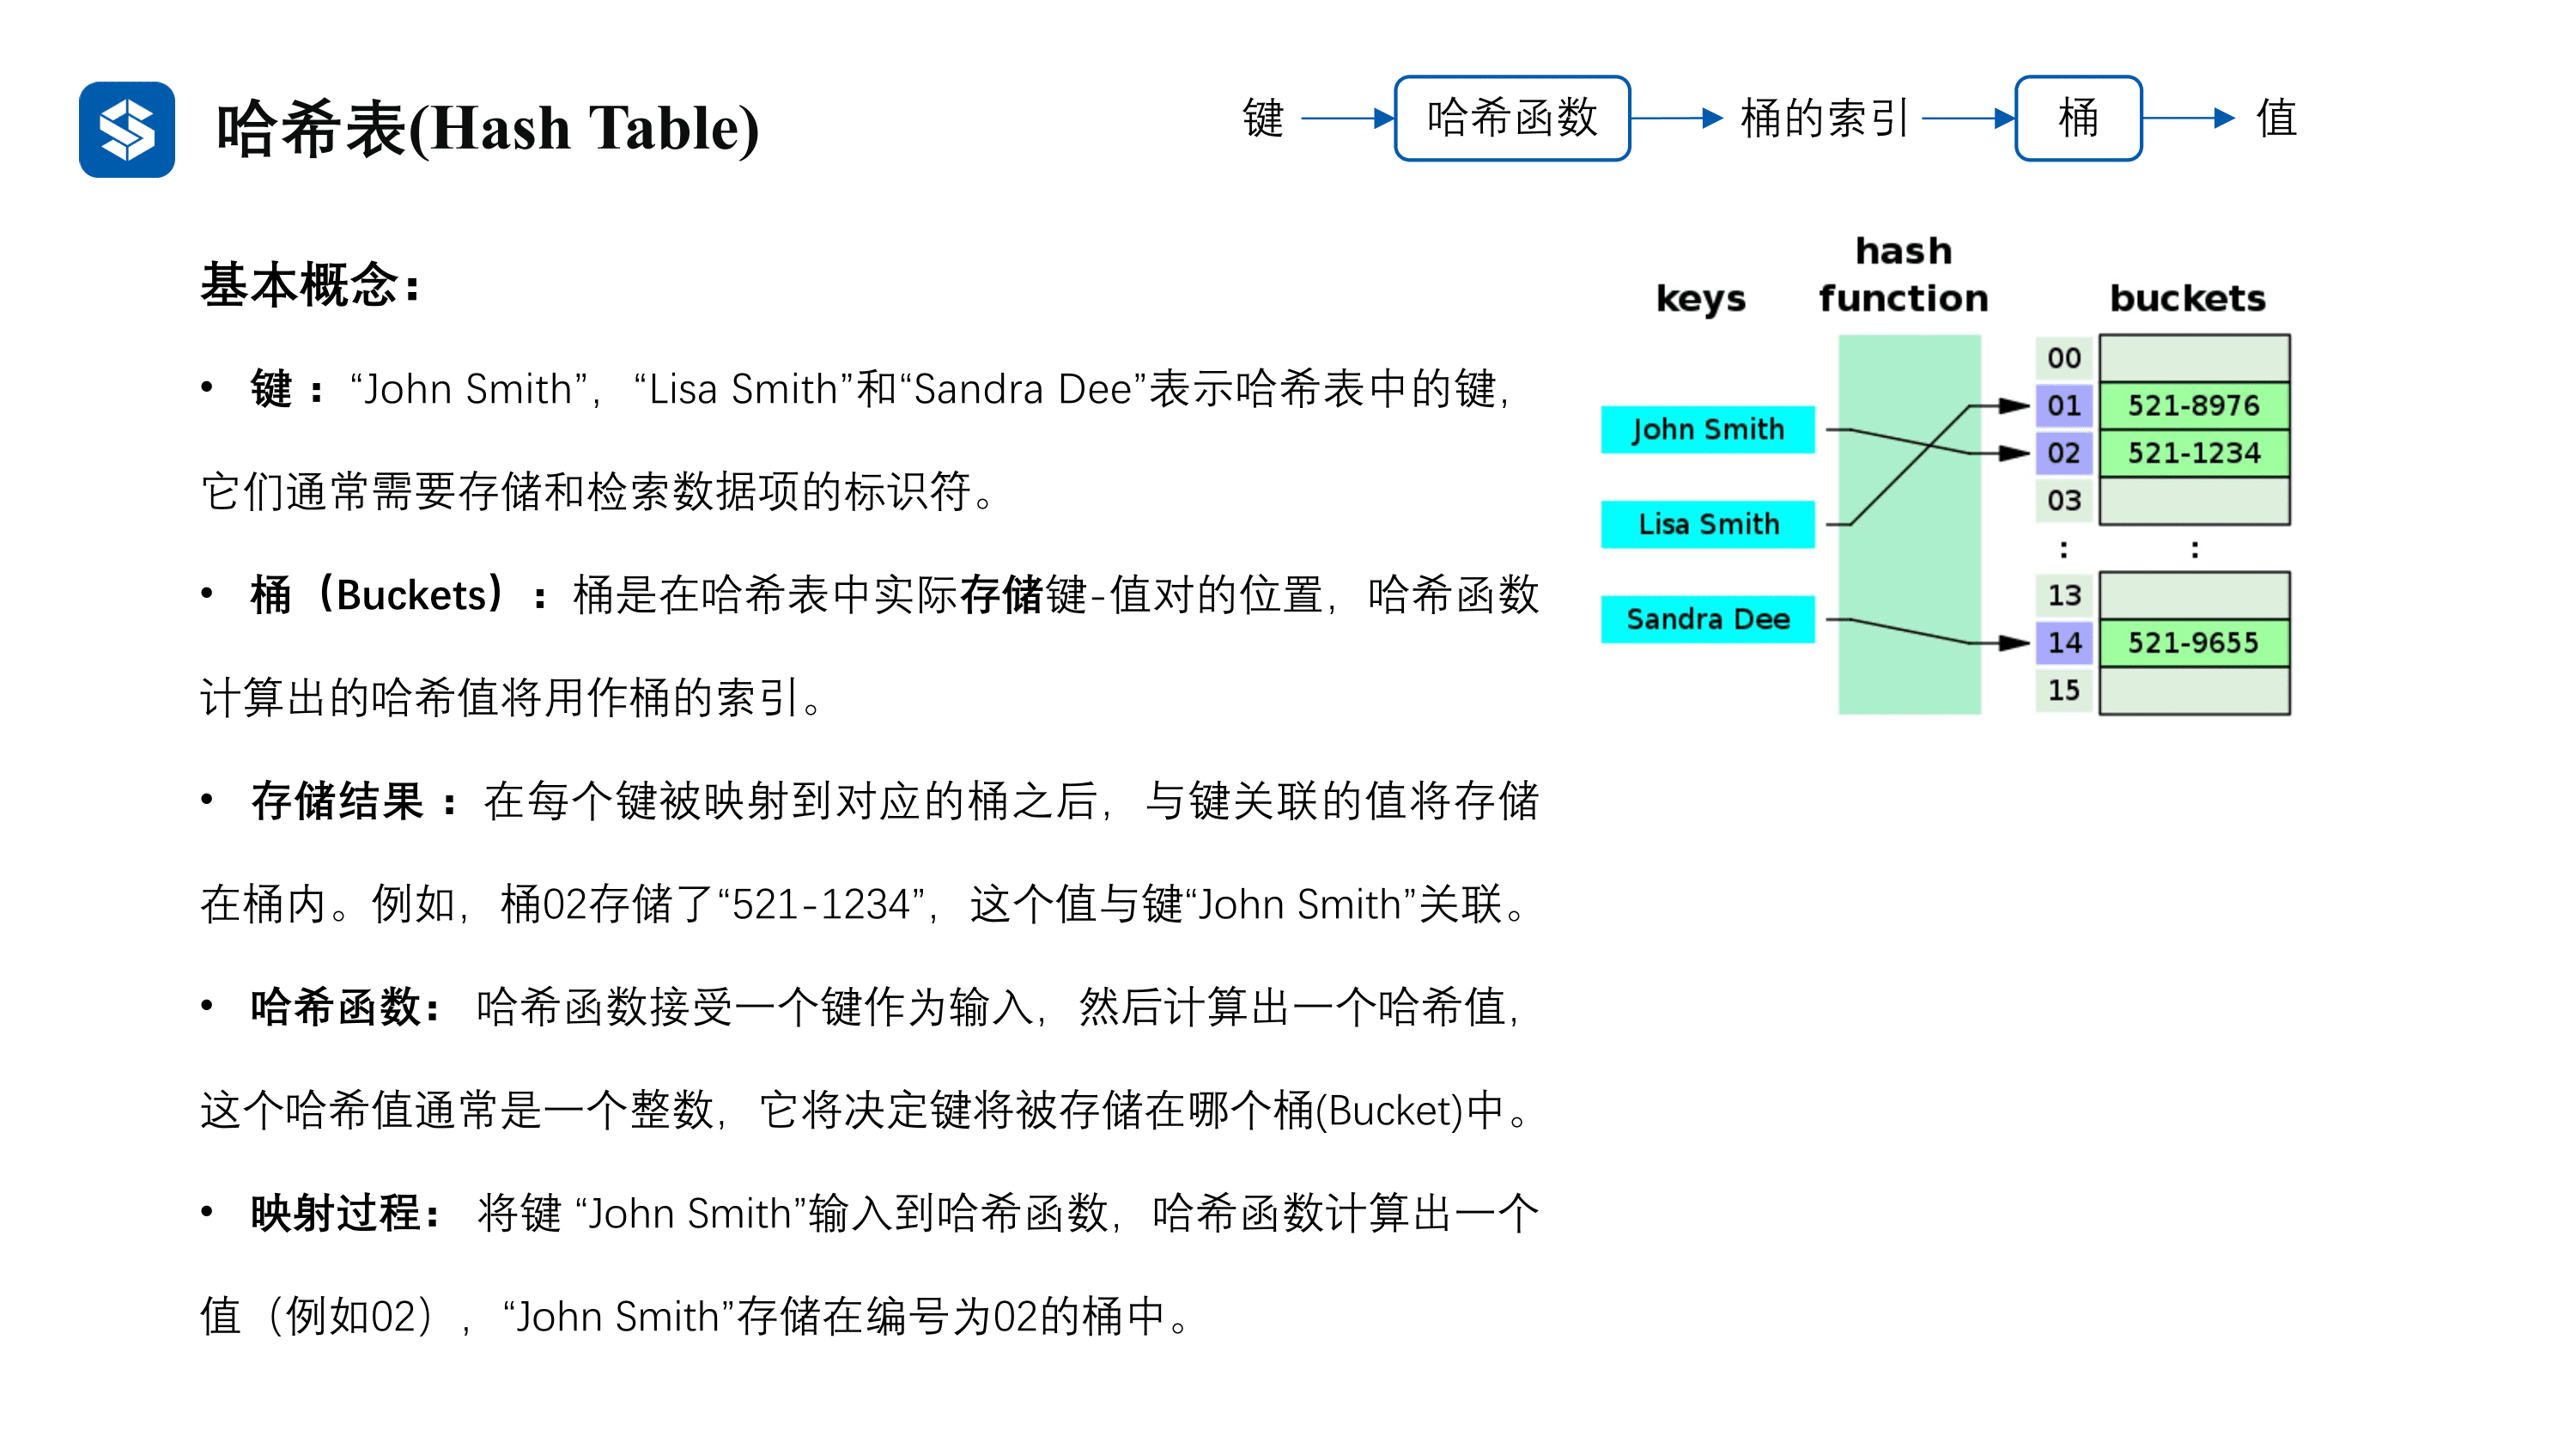 哈希表(Hash Table)
键 哈希函数 桶的索引 桶 值
基本概念：
• 键：“John Smith”，“Lisa Smith”和“Sandra Dee”表示哈希表中的键，
它们通常需要存储和检索数据项的标识符。
• 桶（Buckets）：桶是在哈希表中实际存储键-值对的位置，哈希函数
计算出的哈希值将用作桶的索引。
• 存储结果：在每个键被映射到对应的桶之后，与键关联的值将存储
在桶内。例如，桶02存储了“521-1234”，这个值与键“John Smith”关联。
• 哈希函数： 哈希函数接受一个键作为输入，然后计算出一个哈希值，
这个哈希值通常是一个整数，它将决定键将被存储在哪个桶(Bucket)中。
• 映射过程： 将键 “John Smith”输入到哈希函数，哈希函数计算出一个
值（例如02），“John Smith”存储在编号为02的桶中。
hash
keys function buckets
00
01 521-8976
John Smith
02 521-1234
03
Lisa Smith
: :
13
Sandra Dee
14 521-9655
15